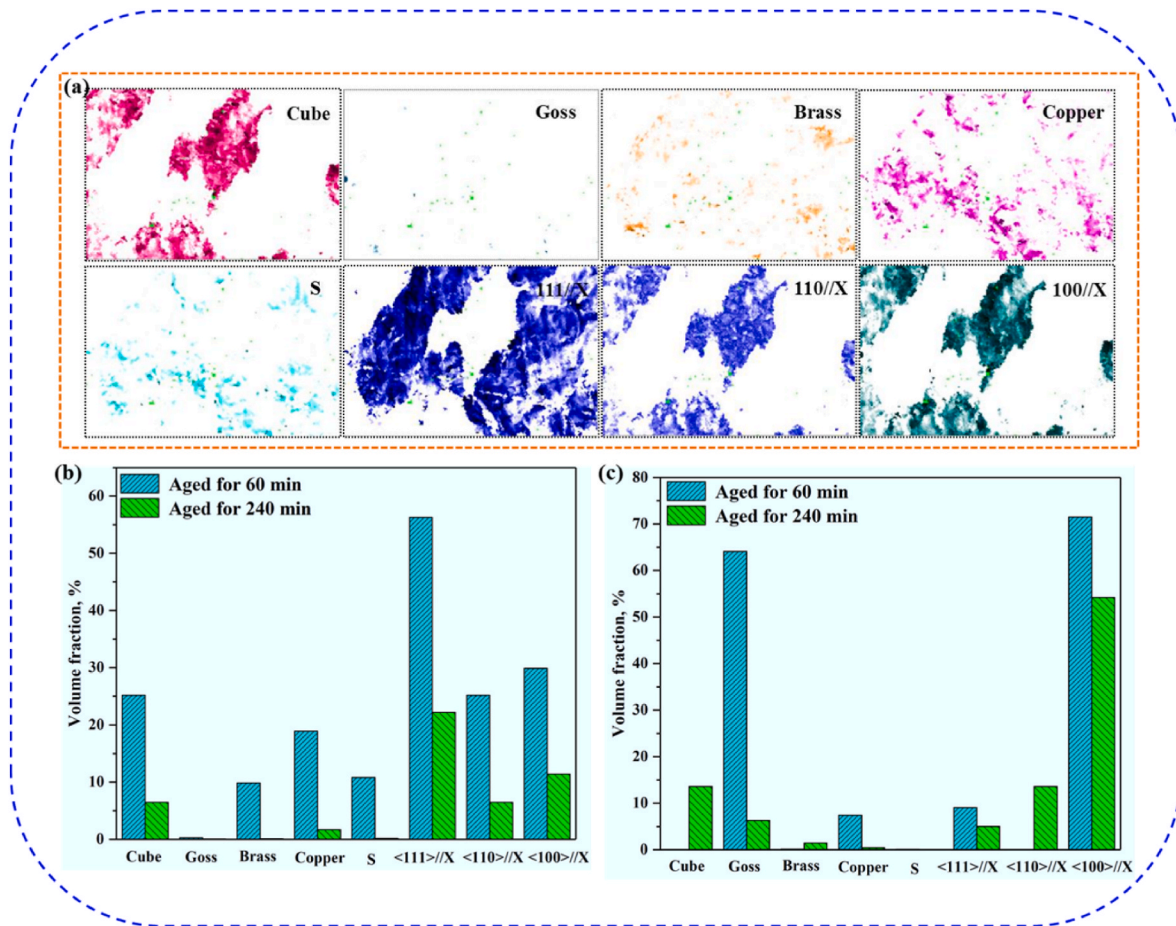 (a)
Cube
Goss
Brass
Copper
S
111//X
110//X
100//X
(b)
Aged for 60 min
Aged for 240 min
Volume fraction, %
60
50
40
30
20
10
0
Cube Goss Brass Copper S <111>//X <110>//X <100>//X
(c)
Aged for 60 min
Aged for 240 min
Volume fraction, %
80
70
60
50
40
30
20
10
0
Cube Goss Brass Copper S <111>//X <110>//X <100>//X